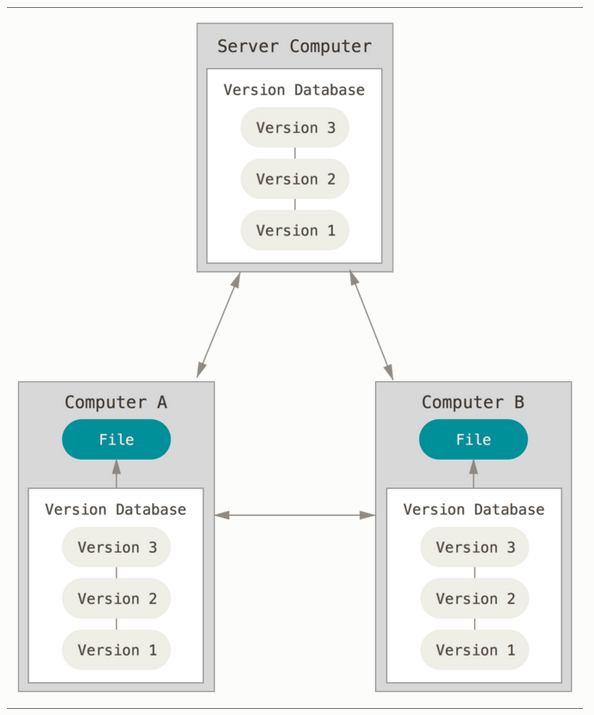 Server Computer
Version Database
Version 3
Version 2
Version 1
Computer A
File
Version Database
Version 3
Version 2
Version 1
Computer B
File
Version Database
Version 3
Version 2
Version 1